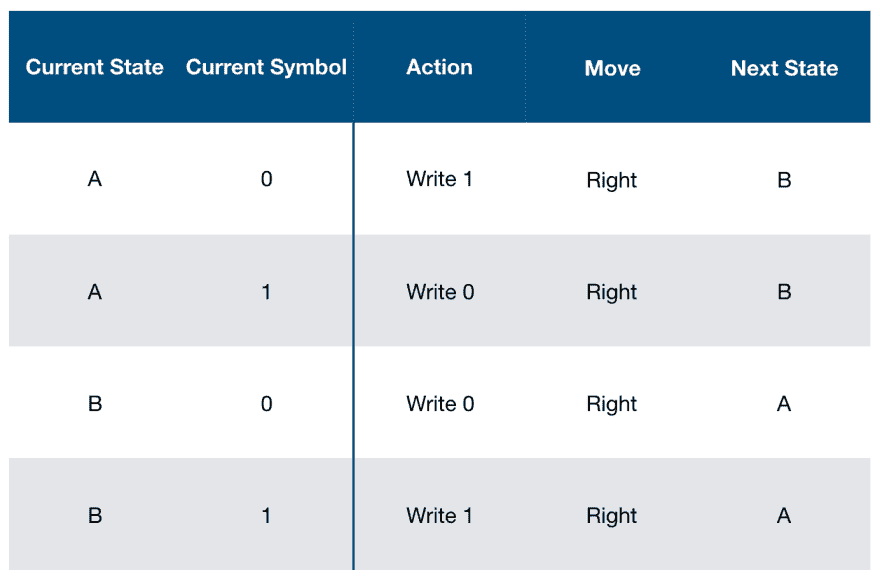 Current State Current Symbol Action Move Next State
A 0 Write 1 Right B
A 1 Write 0 Right B
B 0 Write 0 Right A
B 1 Write 1 Right A